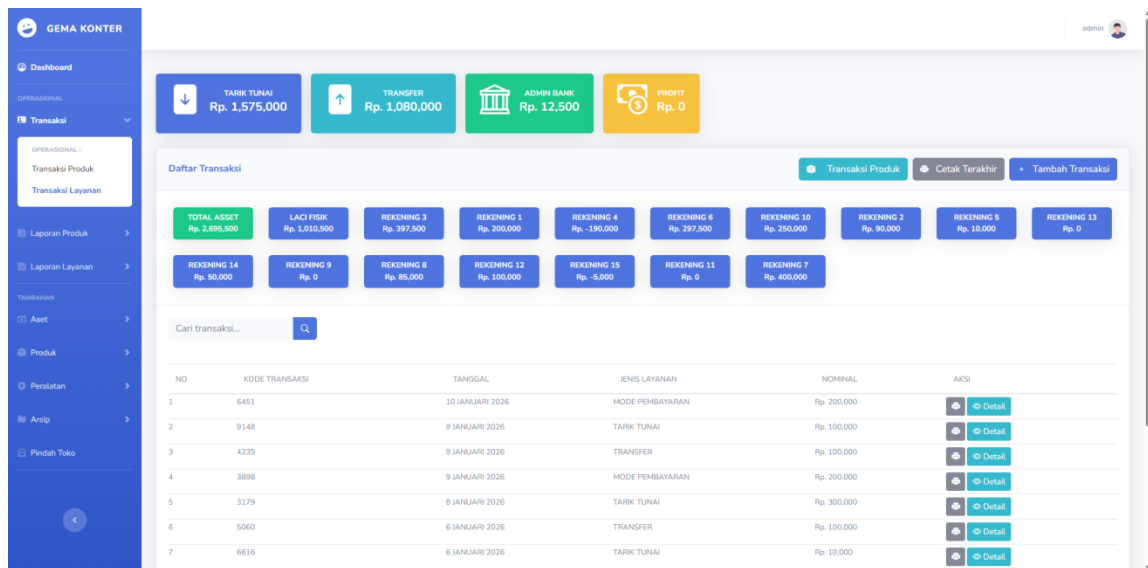 GEMA KONTER
admin
Dashboard
OPERASIONAL
Transaksi
OPERASIONAL :
Transaksi Produk
Transaksi Layanan
Laporan Produk
Laporan Layanan
TAMBAHAN
Aset
Produk
Peralatan
Arsip
Pindah Toko
TARIK TUNAI
Rp. 1,575,000
TRANSFER
Rp. 1,080,000
ADMIN BANK
Rp. 12,500
PROFIT
Rp. 0
Daftar Transaksi
Transaksi Produk
Cetak Terakhir
+ Tambah Transaksi
TOTAL ASSET
Rp. 2,695,500
LACI FISIK
Rp. 1,010,500
REKENING 3
Rp. 397,500
REKENING 1
Rp. 200,000
REKENING 4
Rp. -190,000
REKENING 6
Rp. 297,500
REKENING 10
Rp. 250,000
REKENING 2
Rp. 90,000
REKENING 5
Rp. 10,000
REKENING 13
Rp. 0
REKENING 14
Rp. 50,000
REKENING 9
Rp. 0
REKENING 8
Rp. 85,000
REKENING 12
Rp. 100,000
REKENING 15
Rp. -5,000
REKENING 11
Rp. 0
REKENING 7
Rp. 400,000
Cari transaksi...
NO KODE TRANSAKSI TANGGAL JENIS LAYANAN NOMINAL AKSI
1 6451 10 JANUARI 2026 MODE PEMBAYARAN Rp. 200,000 Detail
2 9148 9 JANUARI 2026 TARIK TUNAI Rp. 100,000 Detail
3 4235 9 JANUARI 2026 TRANSFER Rp. 100,000 Detail
4 3898 9 JANUARI 2026 MODE PEMBAYARAN Rp. 200,000 Detail
5 3179 8 JANUARI 2026 TARIK TUNAI Rp. 300,000 Detail
6 5060 6 JANUARI 2026 TRANSFER Rp. 100,000 Detail
7 6616 6 JANUARI 2026 TARIK TUNAI Rp. 10,000 Detail